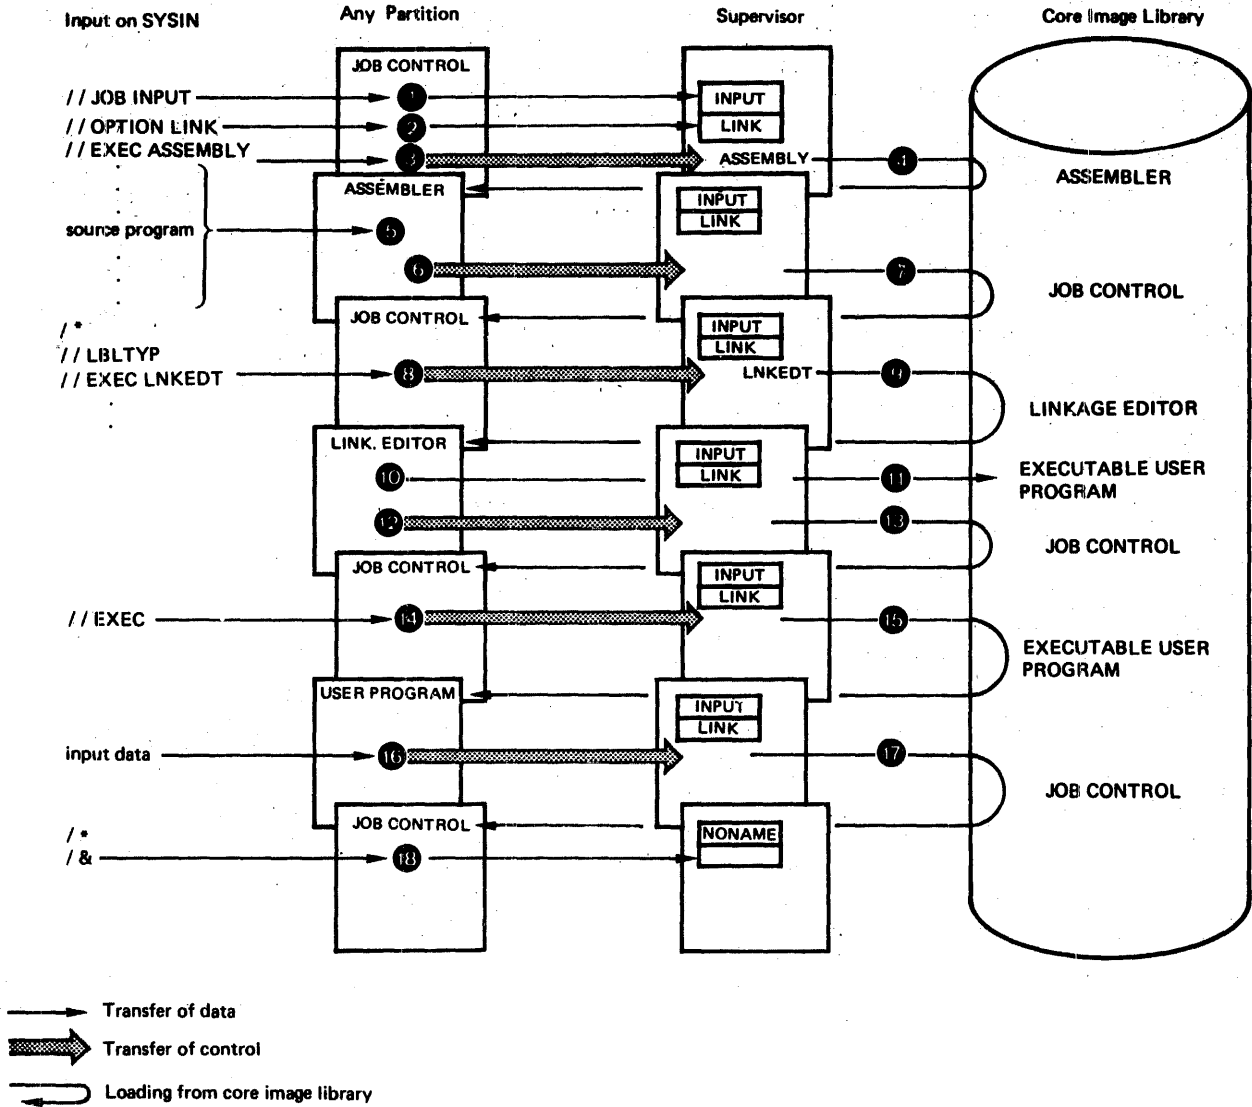 Input on SYSIN
Any Partition
Supervisor
Core Image Library
JOB CONTROL
// JOB INPUT
1
INPUT
// OPTION LINK
2
LINK
// EXEC ASSEMBLY
3
ASSEMBLY
4
ASSEMBLER
ASSEMBLER
INPUT
LINK
source program
5
6
7
JOB CONTROL
JOB CONTROL
INPUT
LINK
/ *
// LBLTYP
// EXEC LNKEDT
8
LNKEDT
9
LINKAGE EDITOR
LINK. EDITOR
INPUT
LINK
10
11
EXECUTABLE USER
PROGRAM
12
13
JOB CONTROL
JOB CONTROL
INPUT
LINK
// EXEC
14
15
EXECUTABLE USER
PROGRAM
USER PROGRAM
INPUT
LINK
input data
16
17
JOB CONTROL
JOB CONTROL
NONAME
/ *
/ &
18
Transfer of data
Transfer of control
Loading from core image library